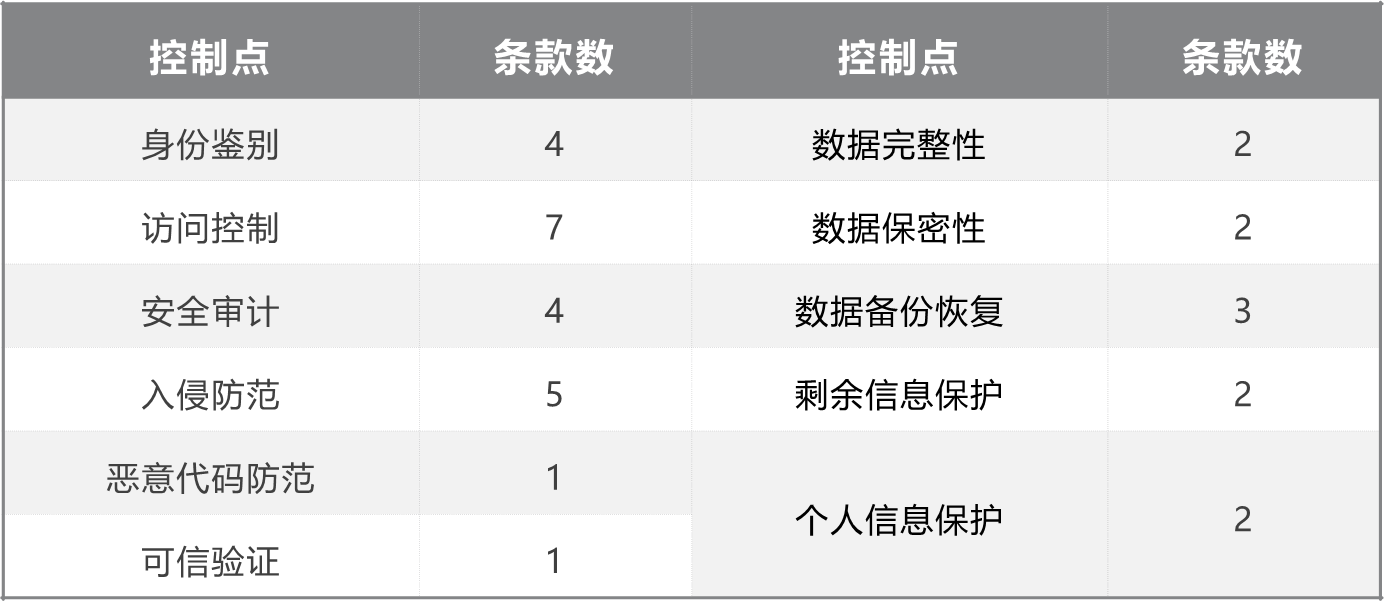 控制点 条款数 控制点 条款数
身份鉴别 4 数据完整性 2
访问控制 7 数据保密性 2
安全审计 4 数据备份恢复 3
入侵防范 5 剩余信息保护 2
恶意代码防范 1
个人信息保护 2
可信验证 1